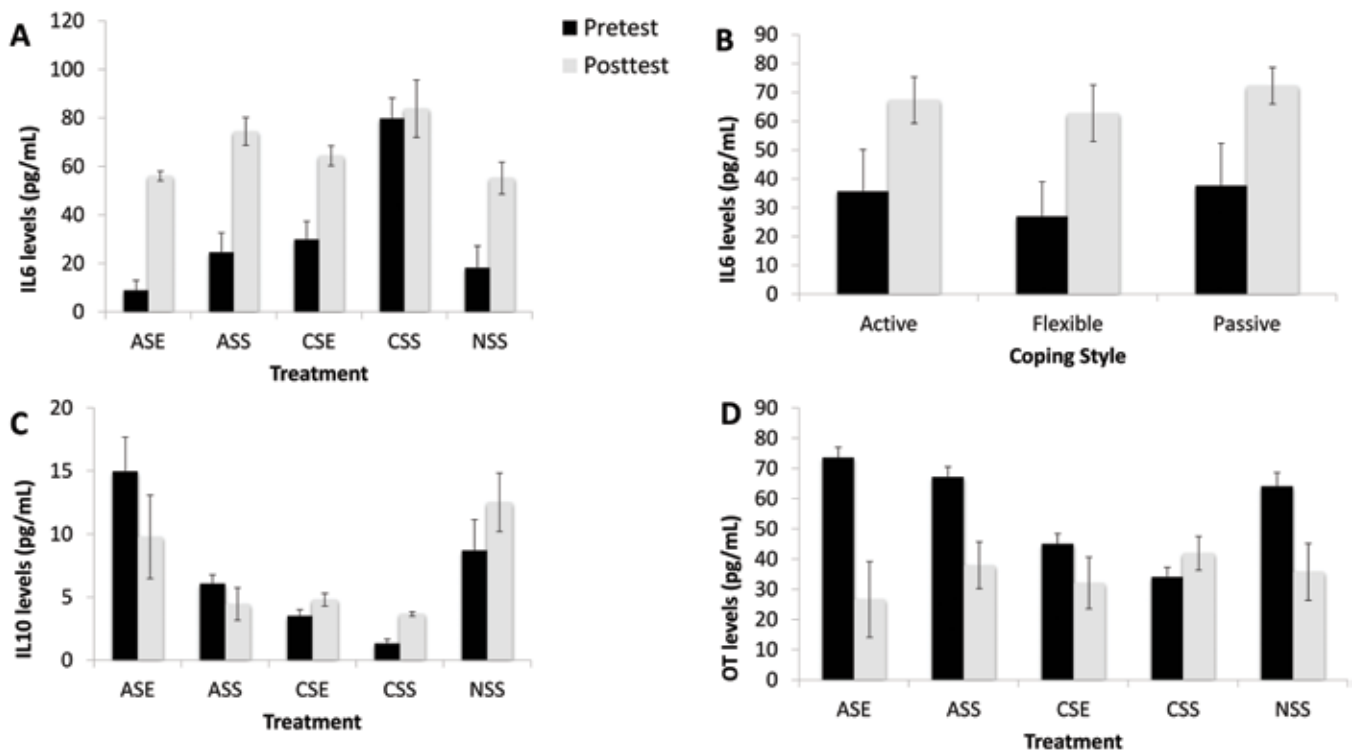 A
IL6 levels (pg/mL)
120
100
80
60
40
20
0
ASE ASS CSE CSS NSS
Treatment
Pretest
Posttest
B
IL6 levels (pg/mL)
90
80
70
60
50
40
30
20
10
0
Active Flexible Passive
Coping Style
C
IL10 levels (pg/mL)
20
15
10
5
0
ASE ASS CSE CSS NSS
Treatment
D
OT levels (pg/mL)
90
80
70
60
50
40
30
20
10
0
ASE ASS CSE CSS NSS
Treatment